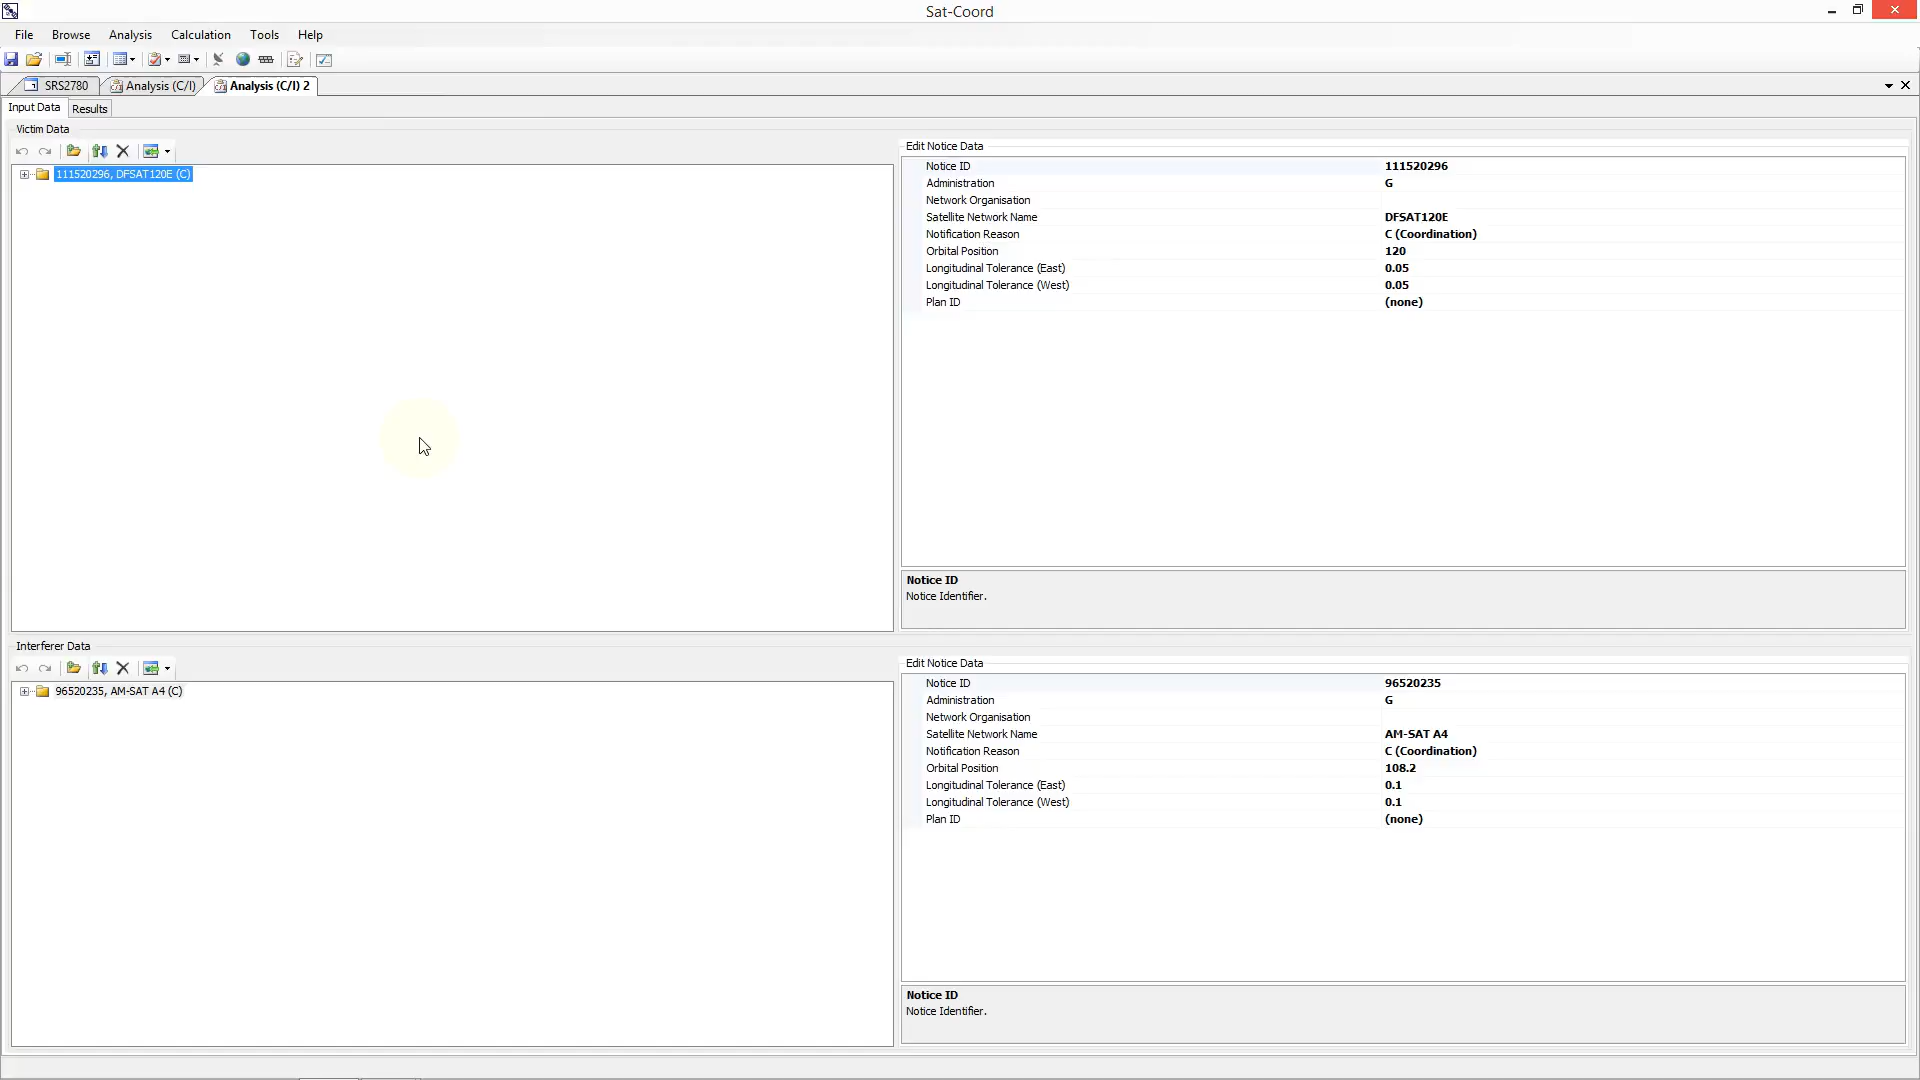 Sat-Coord
File Browse Analysis Calculation Tools Help
SRS2780 Analysis (C/I) Analysis (C/I) 2
Input Data Results
Victim Data
111520296, DFSAT120E (C)
Edit Notice Data
Notice ID 111520296
Administration G
Network Organisation
Satellite Network Name DFSAT120E
Notification Reason C (Coordination)
Orbital Position 120
Longitudinal Tolerance (East) 0.05
Longitudinal Tolerance (West) 0.05
Plan ID (none)
Notice ID
Notice Identifier.
Interferer Data
96520235, AM-SAT A4 (C)
Edit Notice Data
Notice ID 96520235
Administration G
Network Organisation
Satellite Network Name AM-SAT A4
Notification Reason C (Coordination)
Orbital Position 108.2
Longitudinal Tolerance (East) 0.1
Longitudinal Tolerance (West) 0.1
Plan ID (none)
Notice ID
Notice Identifier.